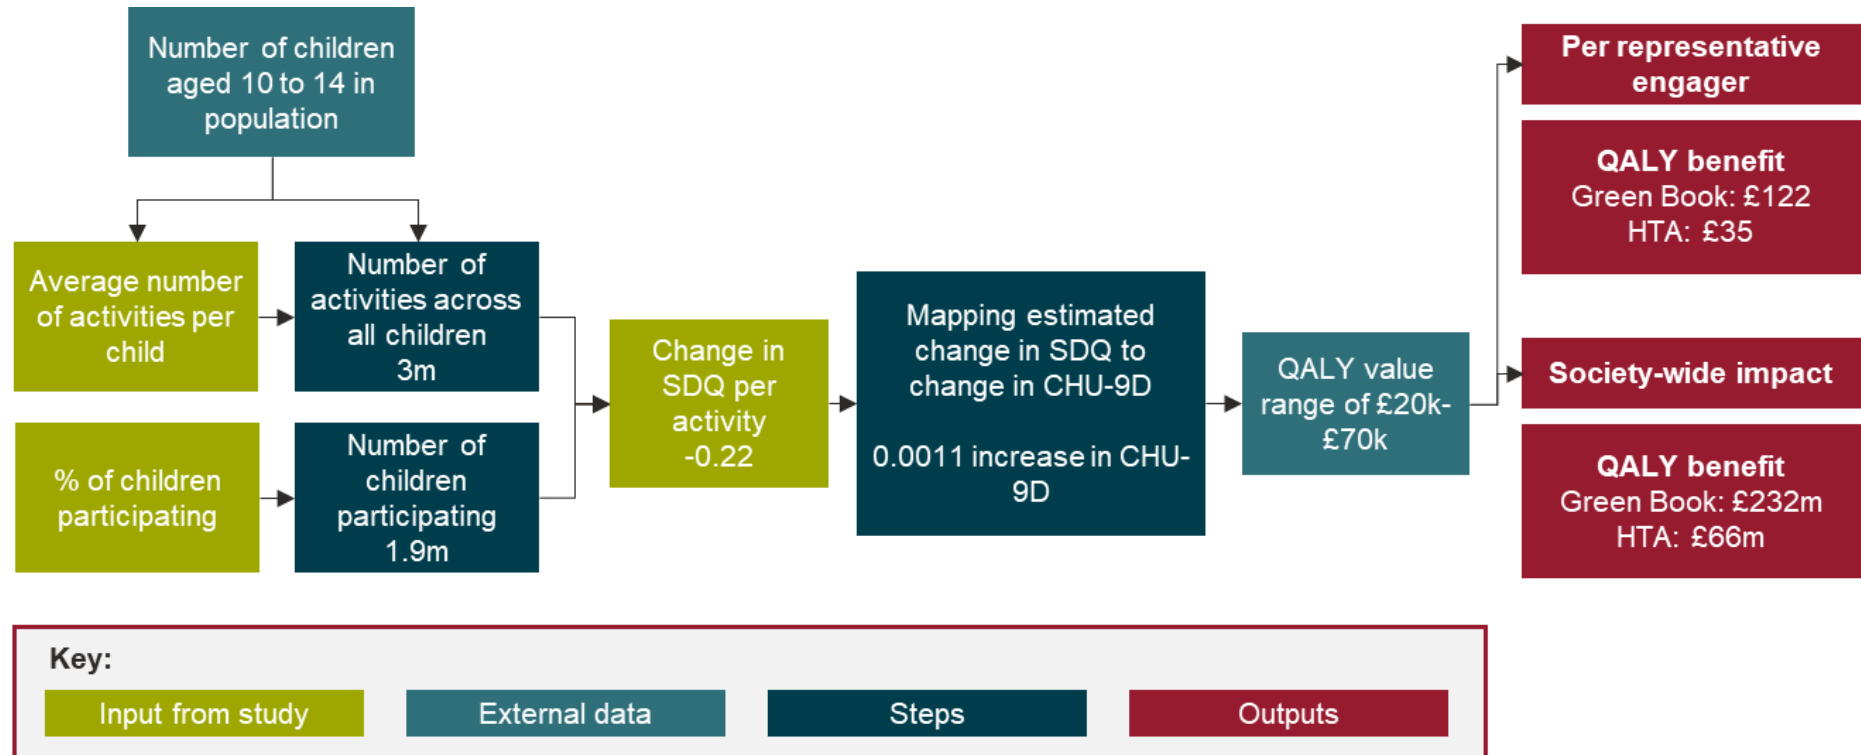 Number of children
aged 10 to 14 in
population
Average number
of activities per
child
Number of
activities across
all children
3m
% of children
participating
Number of
children
participating
1.9m
Change in
SDQ per
activity
-0.22
Mapping estimated
change in SDQ to
change in CHU-9D
0.0011 increase in CHU-
9D
QALY value
range of £20k-
£70k
Per representative
engager
QALY benefit
Green Book: £122
HTA: £35
Society-wide impact
QALY benefit
Green Book: £232m
HTA: £66m
Key:
Input from study
External data
Steps
Outputs